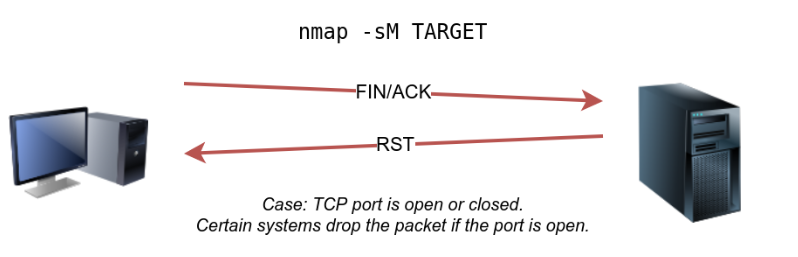 nmap -sM TARGET
FIN/ACK
RST
Case: TCP port is open or closed.
Certain systems drop the packet if the port is open.